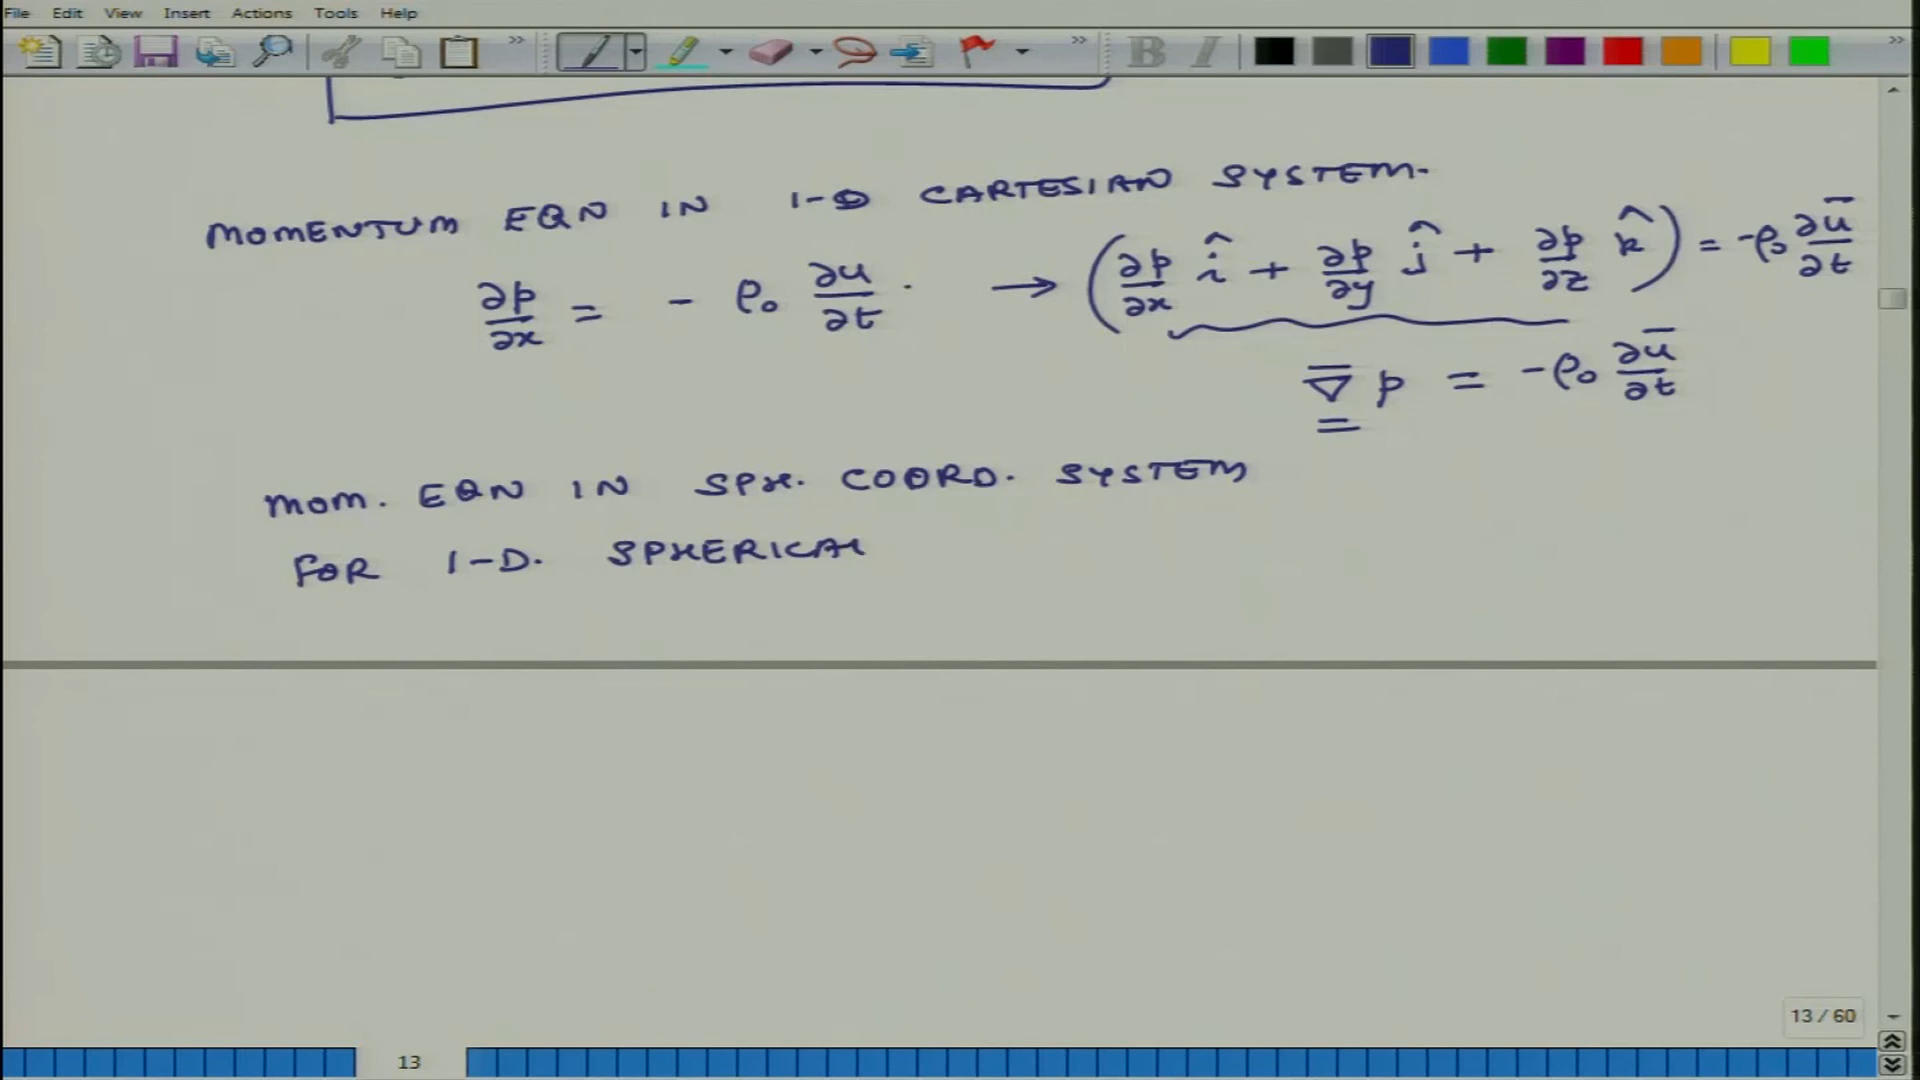 File Edit View Insert Actions Tools Help
B I
MOMENTUM EQN IN 1-D CARTESIAN SYSTEM.
∂p/∂x = - ρ₀ ∂u/∂t . → (∂p/∂x î + ∂p/∂y ĵ + ∂p/∂z k̂) = -ρ₀ ∂ū/∂t
∇̄ p = -ρ₀ ∂ū/∂t
MOM. EQN IN SPH. COORD. SYSTEM
FOR 1-D. SPHERICAL
13 / 60
13